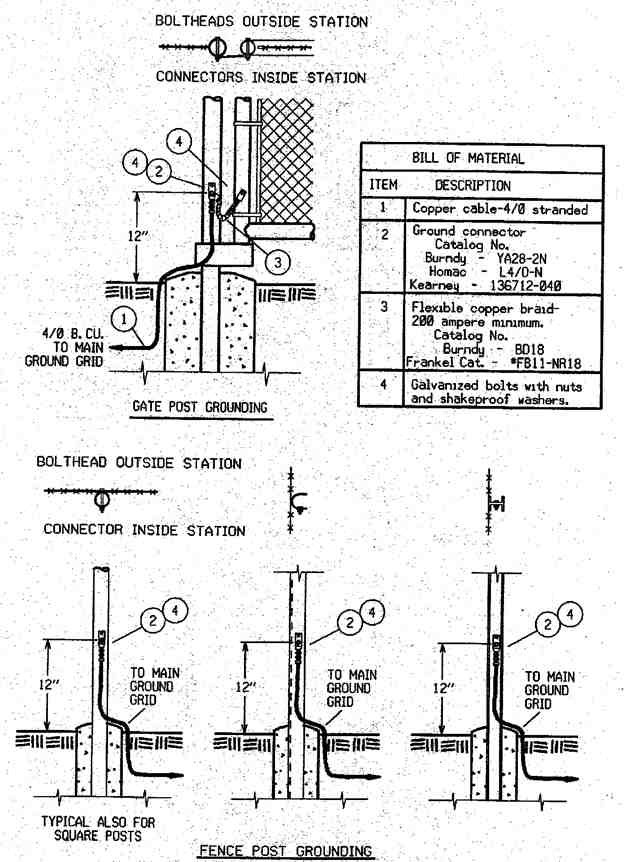 BOLTHEADS OUTSIDE STATION
CONNECTORS INSIDE STATION
4
4
2
12"
3
1
4/0 B. CU.
TO MAIN
GROUND GRID
GATE POST GROUNDING
BILL OF MATERIAL
ITEM DESCRIPTION
1 Copper cable-4/0 stranded
2 Ground connector
Catalog No.
Burndy - YA28-2N
Homac - L4/0-N
Kearney - 136712-040
3 Flexible copper braid-
200 ampere minimum.
Catalog No.
Burndy - BD18
Frankel Cat. - *FB11-NR18
4 Galvanized bolts with nuts
and shakeproof washers.
BOLTHEAD OUTSIDE STATION
CONNECTOR INSIDE STATION
2 4
12"
TO MAIN
GROUND
GRID
2 4
12"
TO MAIN
GROUND
GRID
2 4
12"
TO MAIN
GROUND
GRID
TYPICAL ALSO FOR
SQUARE POSTS
FENCE POST GROUNDING